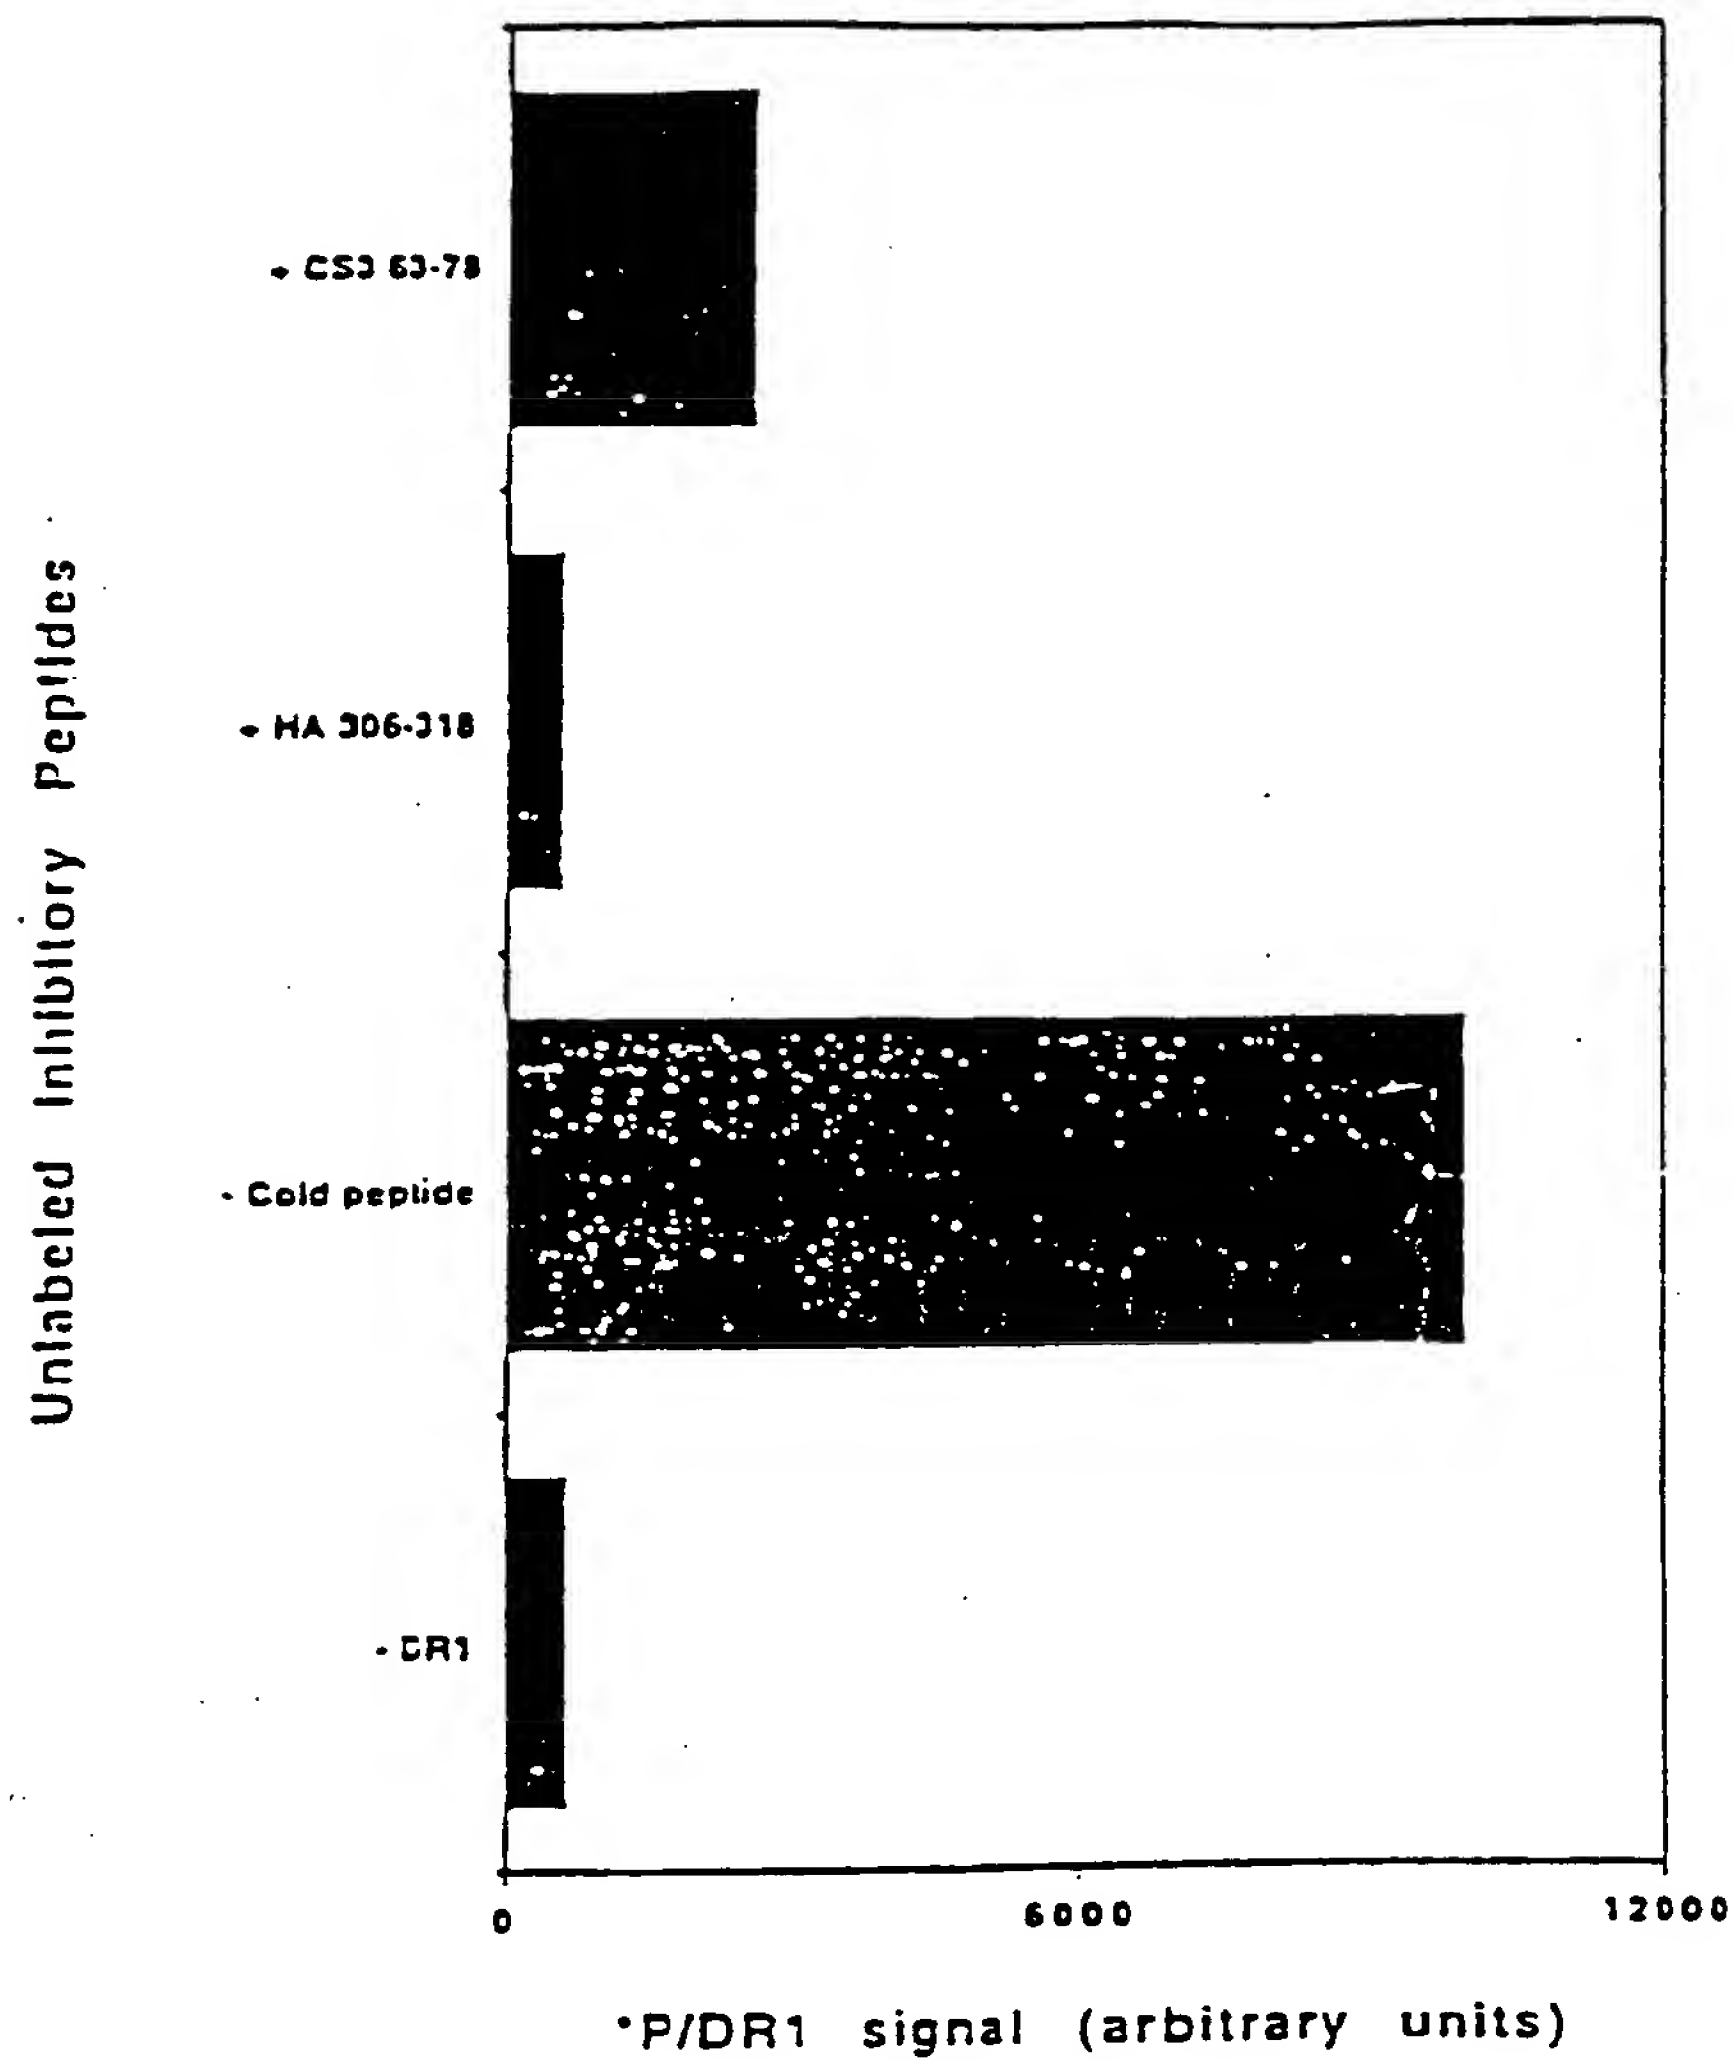 Unlabeled Inhibitory Peptides
+ CS3 63-78
+ HA 306-318
- Cold peptide
- DR1
0 6000 12000
*P/DR1 signal (arbitrary units)